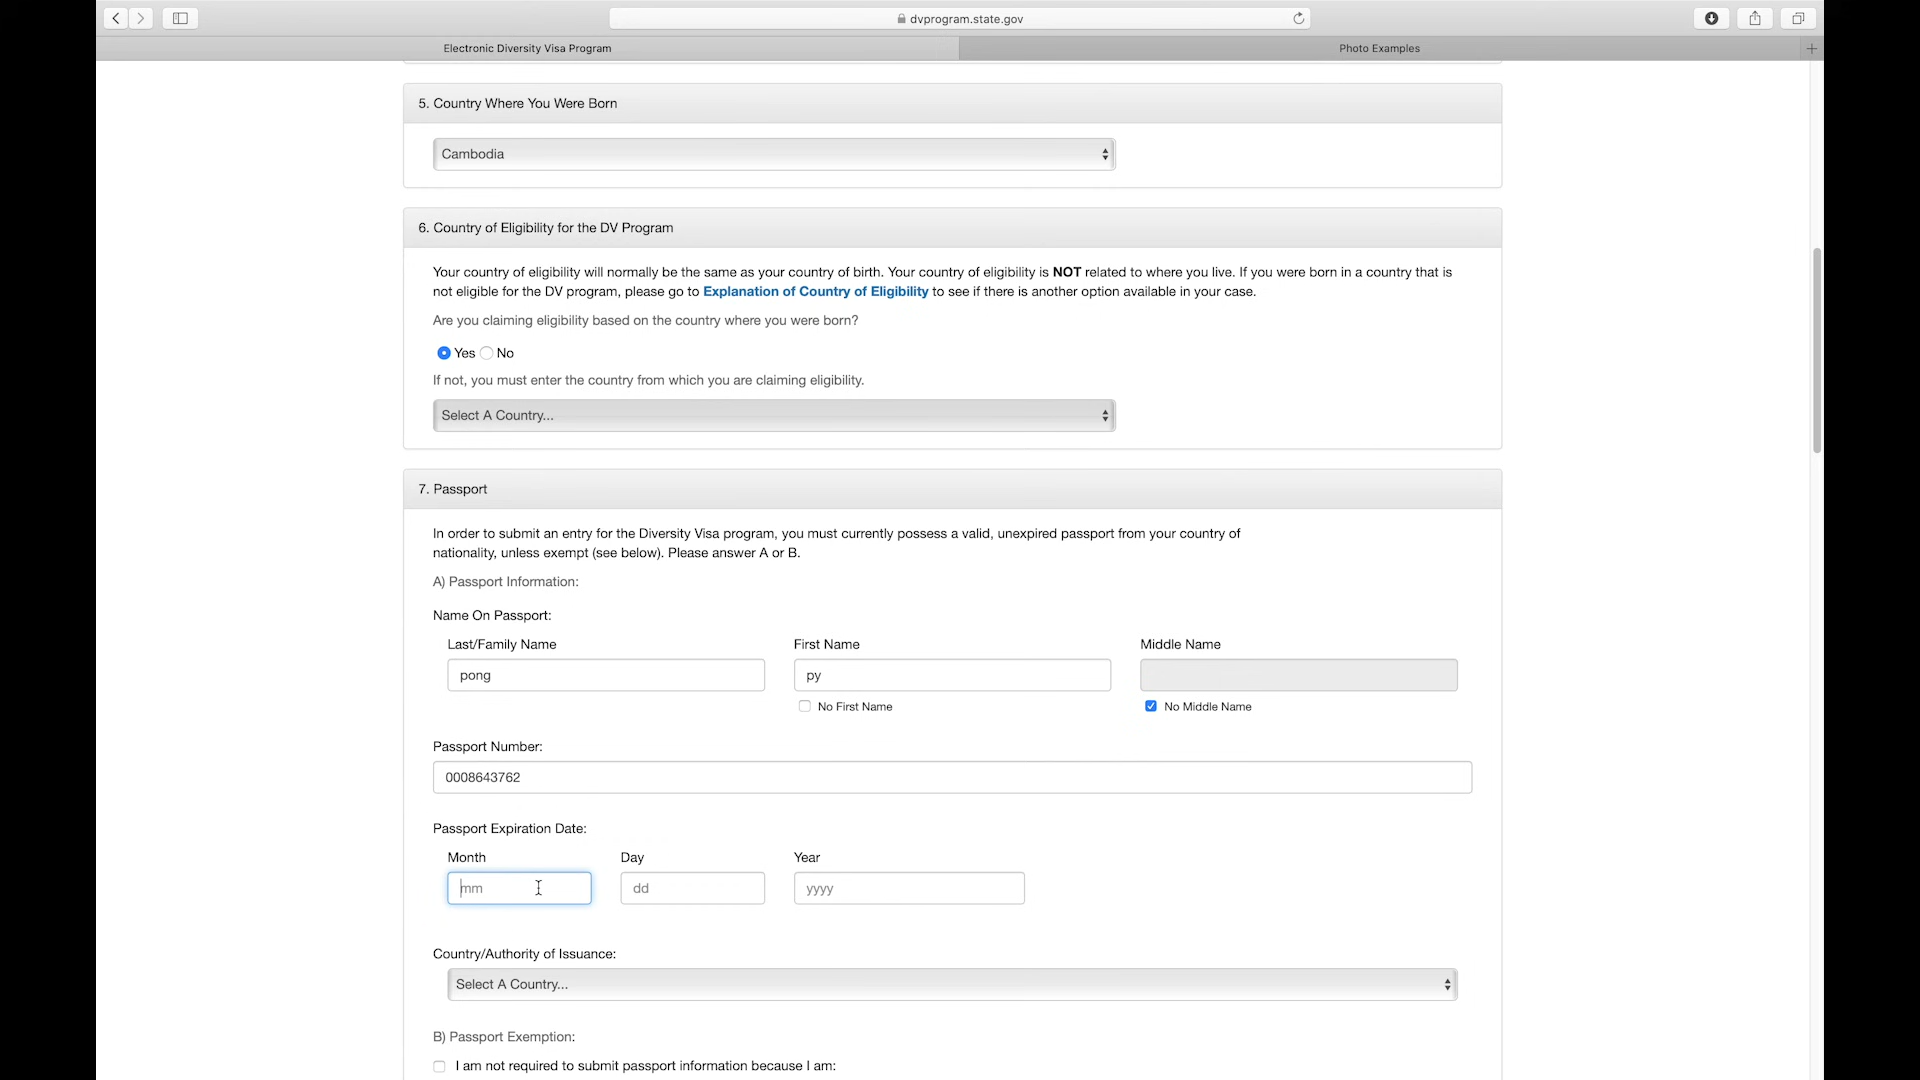 dvprogram.state.gov
Electronic Diversity Visa Program
Photo Examples
5. Country Where You Were Born
Cambodia
6. Country of Eligibility for the DV Program
Your country of eligibility will normally be the same as your country of birth. Your country of eligibility is NOT related to where you live. If you were born in a country that is
not eligible for the DV program, please go to Explanation of Country of Eligibility to see if there is another option available in your case.
Are you claiming eligibility based on the country where you were born?
Yes No
If not, you must enter the country from which you are claiming eligibility.
Select A Country...
7. Passport
In order to submit an entry for the Diversity Visa program, you must currently possess a valid, unexpired passport from your country of
nationality, unless exempt (see below). Please answer A or B.
A) Passport Information:
Name On Passport:
Last/Family Name First Name Middle Name
pong py
No First Name No Middle Name
Passport Number:
0008643762
Passport Expiration Date:
Month Day Year
mm dd yyyy
Country/Authority of Issuance:
Select A Country...
B) Passport Exemption:
I am not required to submit passport information because I am: